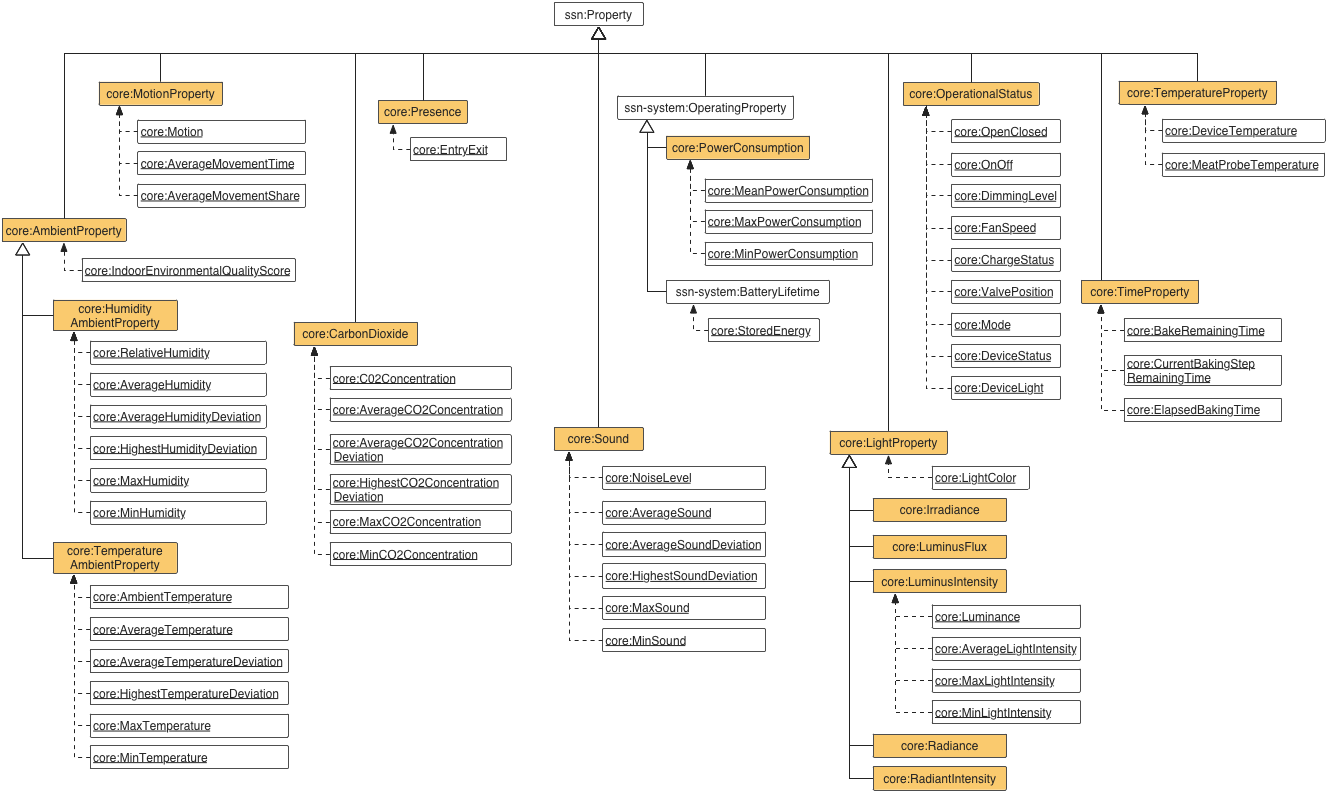 ssn:Property
core:MotionProperty
core:Motion
core:AverageMovementTime
core:AverageMovementShare
core:AmbientProperty
core:IndoorEnvironmentalQualityScore
core:Humidity
AmbientProperty
core:RelativeHumidity
core:AverageHumidity
core:AverageHumidityDeviation
core:HighestHumidityDeviation
core:MaxHumidity
core:MinHumidity
core:Temperature
AmbientProperty
core:AmbientTemperature
core:AverageTemperature
core:AverageTemperatureDeviation
core:HighestTemperatureDeviation
core:MaxTemperature
core:MinTemperature
core:CarbonDioxide
core:C02Concentration
core:AverageCO2Concentration
core:AverageCO2Concentration
Deviation
core:HighestCO2Concentration
Deviation
core:MaxCO2Concentration
core:MinCO2Concentration
core:Presence
core:EntryExit
core:Sound
core:NoiseLevel
core:AverageSound
core:AverageSoundDeviation
core:HighestSoundDeviation
core:MaxSound
core:MinSound
ssn-system:OperatingProperty
core:PowerConsumption
core:MeanPowerConsumption
core:MaxPowerConsumption
core:MinPowerConsumption
ssn-system:BatteryLifetime
core:StoredEnergy
core:LightProperty
core:LightColor
core:Irradiance
core:LuminusFlux
core:LuminusIntensity
core:Luminance
core:AverageLightIntensity
core:MaxLightIntensity
core:MinLightIntensity
core:Radiance
core:RadiantIntensity
core:OperationalStatus
core:OpenClosed
core:OnOff
core:DimmingLevel
core:FanSpeed
core:ChargeStatus
core:ValvePosition
core:Mode
core:DeviceStatus
core:DeviceLight
core:TimeProperty
core:BakeRemainingTime
core:CurrentBakingStep
RemainingTime
core:ElapsedBakingTime
core:TemperatureProperty
core:DeviceTemperature
core:MeatProbeTemperature